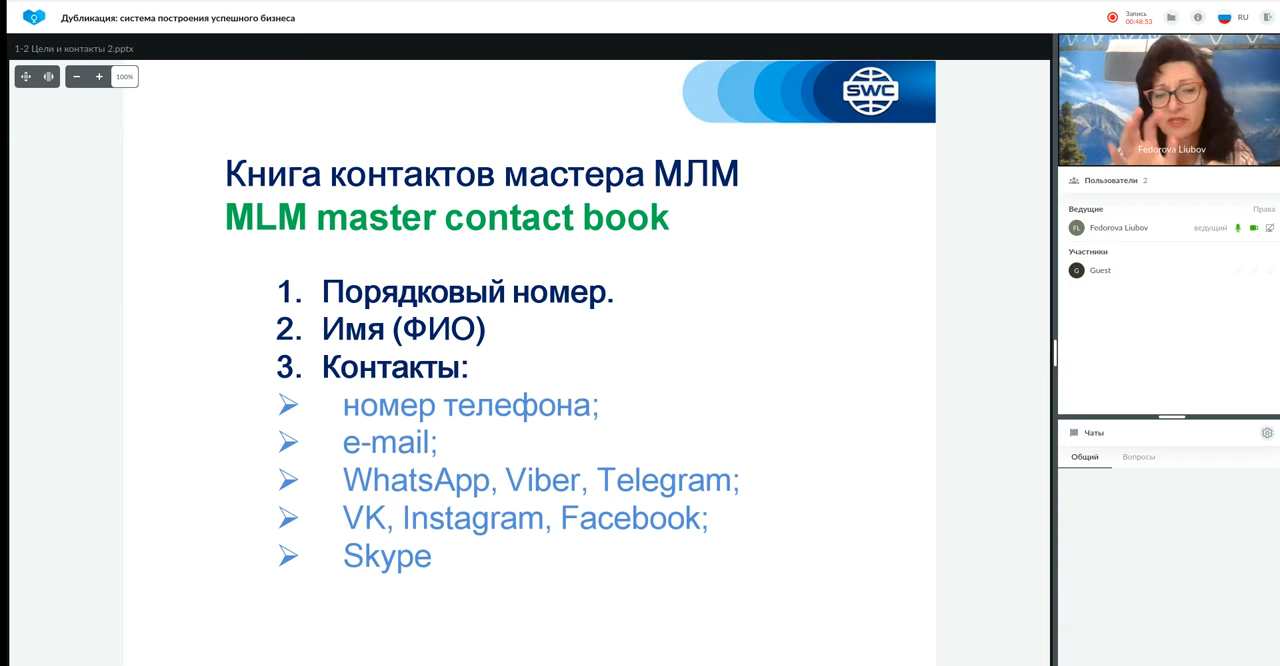 Дубликация: система построения успешного бизнеса
Запись
00:48:53
RU
1-2 Цели и контакты 2.pptx
100%
SWC
Книга контактов мастера МЛМ
MLM master contact book
1. Порядковый номер.
2. Имя (ФИО)
3. Контакты:
номер телефона;
e-mail;
WhatsApp, Viber, Telegram;
VK, Instagram, Facebook;
Skype
Fedorova Liubov
Пользователи 2
Ведущие Права
FL Fedorova Liubov ведущий
Участники
G Guest
Чаты
Общий Вопросы